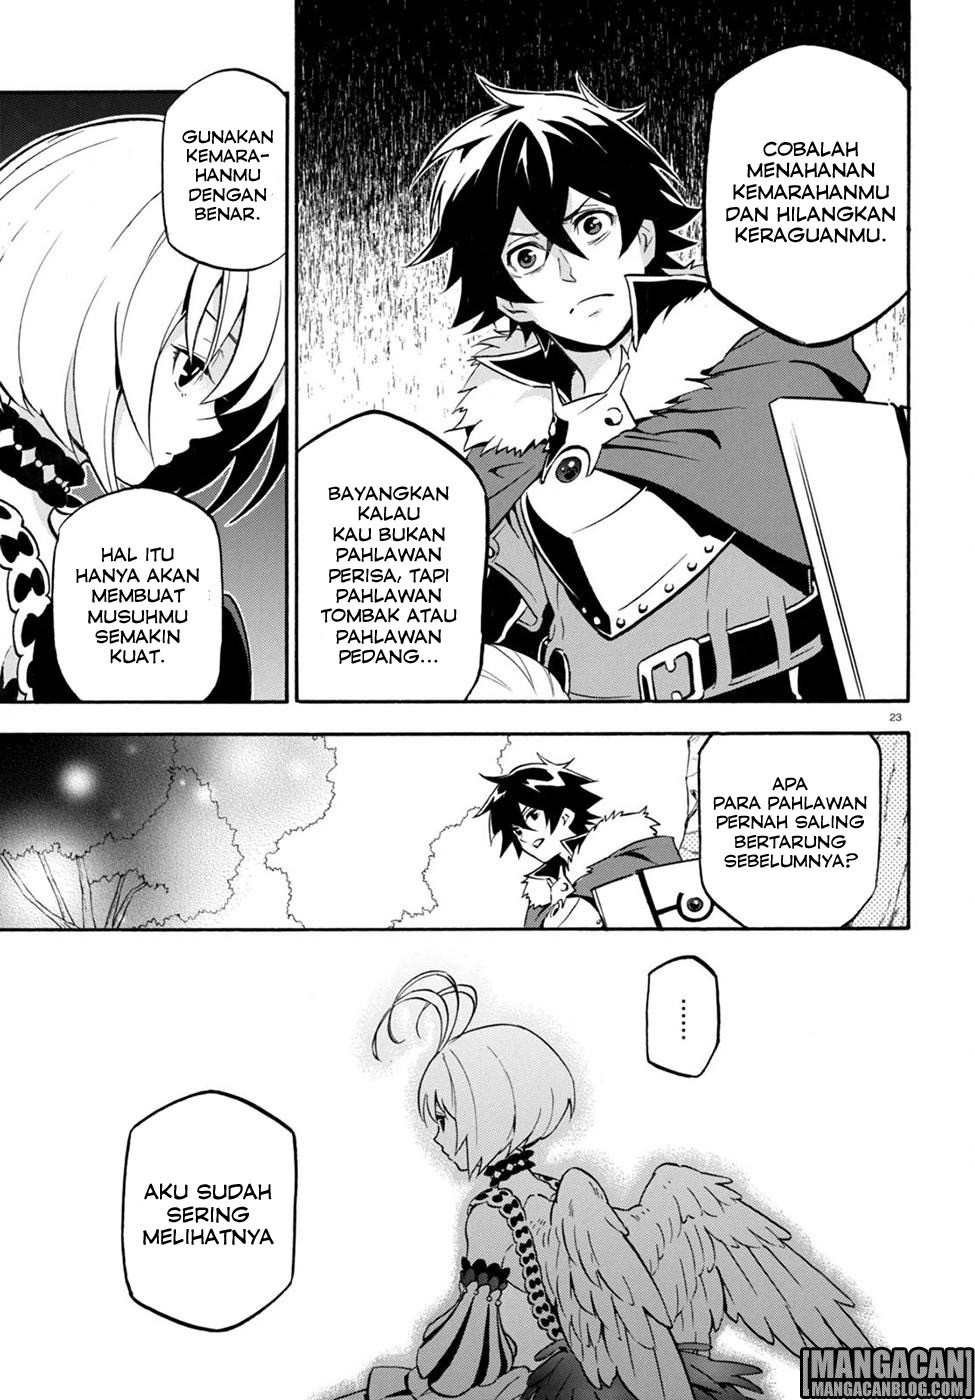 COBALAH
MENAHANAN
KEMARAHANMU
DAN HILANGKAN
KERAGUANMU.
BAYANGKAN
KALAU
KAU BUKAN
PAHLAWAN
PERISA, TAPI
PAHLAWAN
TOMBAK ATAU
PAHLAWAN
PEDANG...
GUNAKAN
KEMARA-
HANMU
DENGAN
BENAR.
HAL ITU
HANYA AKAN
MEMBUAT
MUSUHMU
SEMAKIN
KUAT.
23
APA
PARA PAHLAWAN
PERNAH SALING
BERTARUNG
SEBELUMNYA?
......
AKU SUDAH
SERING
MELIHATNYA
MANGACAN
MANGACANBLOG.COM